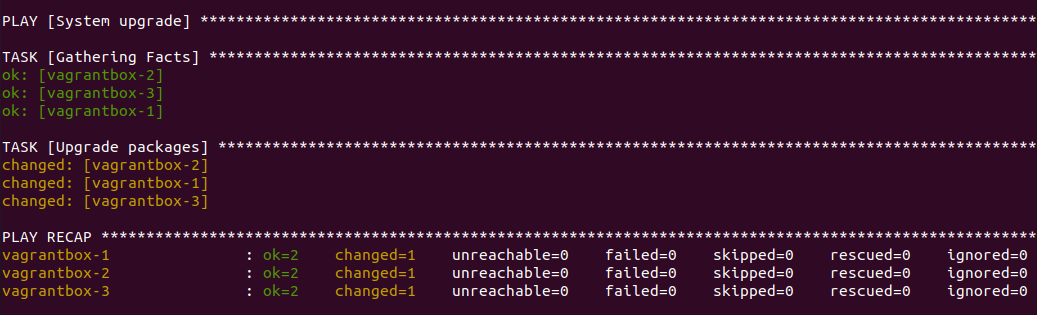 PLAY [System upgrade] *********************************************************************************************
TASK [Gathering Facts] ********************************************************************************************
ok: [vagrantbox-2]
ok: [vagrantbox-3]
ok: [vagrantbox-1]
TASK [Upgrade packages] *******************************************************************************************
changed: [vagrantbox-2]
changed: [vagrantbox-1]
changed: [vagrantbox-3]
PLAY RECAP ********************************************************************************************************
vagrantbox-1               : ok=2    changed=1    unreachable=0    failed=0    skipped=0    rescued=0    ignored=0
vagrantbox-2               : ok=2    changed=1    unreachable=0    failed=0    skipped=0    rescued=0    ignored=0
vagrantbox-3               : ok=2    changed=1    unreachable=0    failed=0    skipped=0    rescued=0    ignored=0